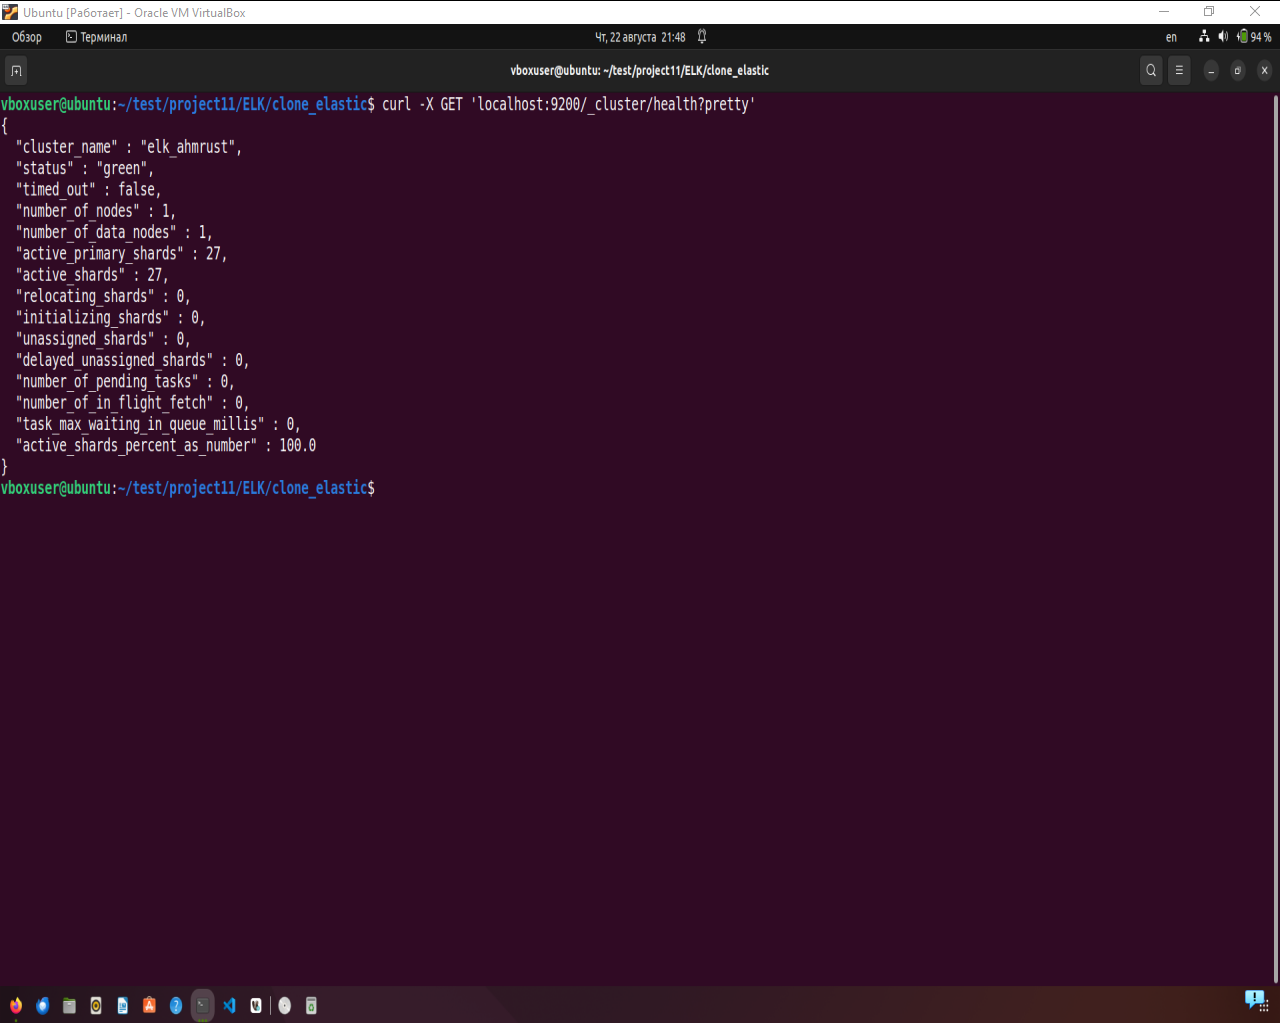 Ubuntu [Работает] - Oracle VM VirtualBox
Обзор Терминал Чт, 22 августа 21:48 en 94 %
vboxuser@ubuntu: ~/test/project11/ELK/clone_elastic
vboxuser@ubuntu:~/test/project11/ELK/clone_elastic$ curl -X GET 'localhost:9200/_cluster/health?pretty'
{
  "cluster_name" : "elk_ahmrust",
  "status" : "green",
  "timed_out" : false,
  "number_of_nodes" : 1,
  "number_of_data_nodes" : 1,
  "active_primary_shards" : 27,
  "active_shards" : 27,
  "relocating_shards" : 0,
  "initializing_shards" : 0,
  "unassigned_shards" : 0,
  "delayed_unassigned_shards" : 0,
  "number_of_pending_tasks" : 0,
  "number_of_in_flight_fetch" : 0,
  "task_max_waiting_in_queue_millis" : 0,
  "active_shards_percent_as_number" : 100.0
}
vboxuser@ubuntu:~/test/project11/ELK/clone_elastic$